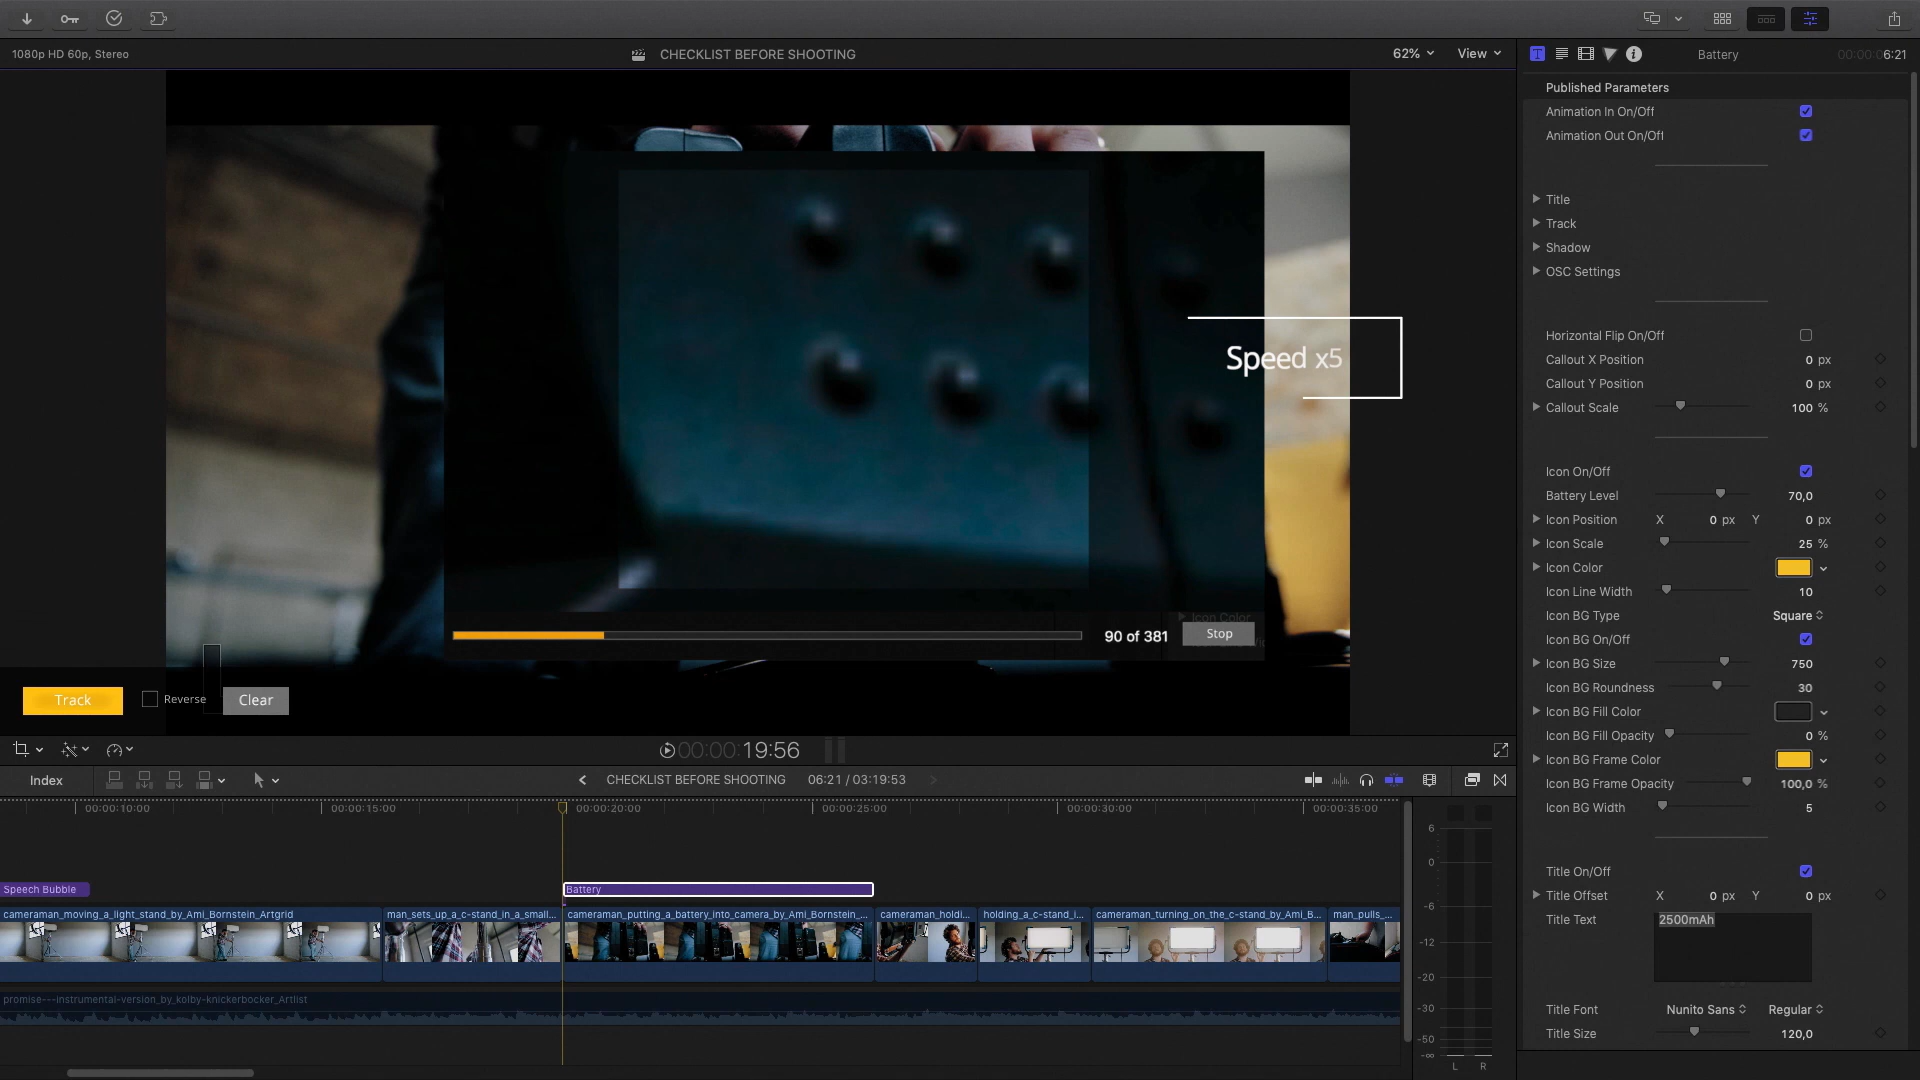 1080p HD 60p, Stereo
CHECKLIST BEFORE SHOOTING
62%
View
Battery
00:00:06:21
Published Parameters
Animation In On/Off
Animation Out On/Off
Title
Track
Shadow
OSC Settings
Horizontal Flip On/Off
Callout X Position 0 px
Callout Y Position 0 px
Callout Scale 100 %
Icon On/Off
Battery Level 70,0
Icon Position X 0 px Y 0 px
Icon Scale 25 %
Icon Color
Icon Line Width 10
Icon BG Type Square
Icon BG On/Off
Icon BG Size 750
Icon BG Roundness 30
Icon BG Fill Color
Icon BG Fill Opacity 0 %
Icon BG Frame Color
Icon BG Frame Opacity 100,0 %
Icon BG Width 5
Title On/Off
Title Offset X 0 px Y 0 px
Title Text 2500mAh
Title Font Nunito Sans Regular
Title Size 120,0
Speed x5
Icon Color
90 of 381
Stop
Track
Reverse
Clear
00:00:19:56
Index
CHECKLIST BEFORE SHOOTING 06:21 / 03:19:53
00:00:10:00 00:00:15:00 00:00:20:00 00:00:25:00 00:00:30:00 00:00:35:00
Speech Bubble
Battery
cameraman_moving_a_light_stand_by_Ami_Bornstein_Artgrid
man_sets_up_a_c-stand_in_a_small...
cameraman_putting_a_battery_into_camera_by_Ami_Bornstein_...
cameraman_holdi...
holding_a_c-stand_i...
cameraman_turning_on_the_c-stand_by_Ami_B...
man_pulls_...
promise---instrumental-version_by_kolby-knickerbocker_Artlist
6
0
-6
-12
-20
-30
-50
-∞
L R